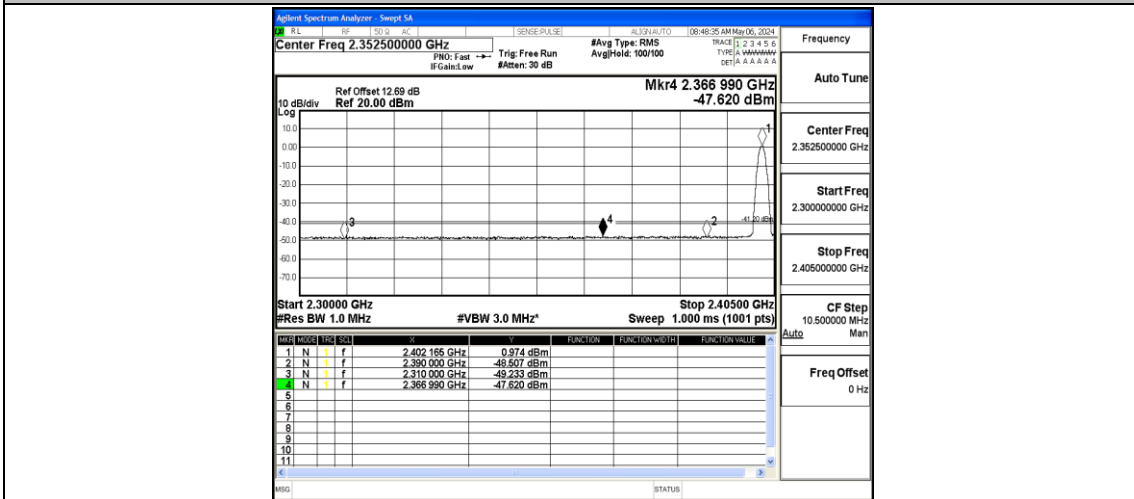 Agilent Spectrum Analyzer - Swept SA
RL RF 50 Ω AC SENSE:PULSE ALIGNAUTO 08:48:35 AM May 06, 2024
Center Freq 2.352500000 GHz
PNO: Fast
IFGain:Low
Trig: Free Run
#Atten: 30 dB
#Avg Type: RMS
Avg|Hold: 100/100
TRACE 1 2 3 4 5 6
TYPE A WWWWW
DET A A A A A A
Frequency
Mkr4 2.366 990 GHz
-47.620 dBm
Ref Offset 12.69 dB
10 dB/div Ref 20.00 dBm
Log
10.0
0.00
-10.0
-20.0
-30.0
-40.0
-50.0
-60.0
-70.0
1
3
4
2
-41.20 dBm
Start 2.30000 GHz Stop 2.40500 GHz
#Res BW 1.0 MHz #VBW 3.0 MHz* Sweep 1.000 ms (1001 pts)
MKR MODE TRC SCL X Y FUNCTION FUNCTION WIDTH FUNCTION VALUE
1 N 1 f 2.402 165 GHz 0.974 dBm
2 N 1 f 2.390 000 GHz -48.507 dBm
3 N 1 f 2.310 000 GHz -49.233 dBm
4 N 1 f 2.366 990 GHz -47.620 dBm
5
6
7
8
9
10
11
MSG STATUS
Auto Tune
Center Freq
2.352500000 GHz
Start Freq
2.300000000 GHz
Stop Freq
2.405000000 GHz
CF Step
10.500000 MHz
Auto Man
Freq Offset
0 Hz